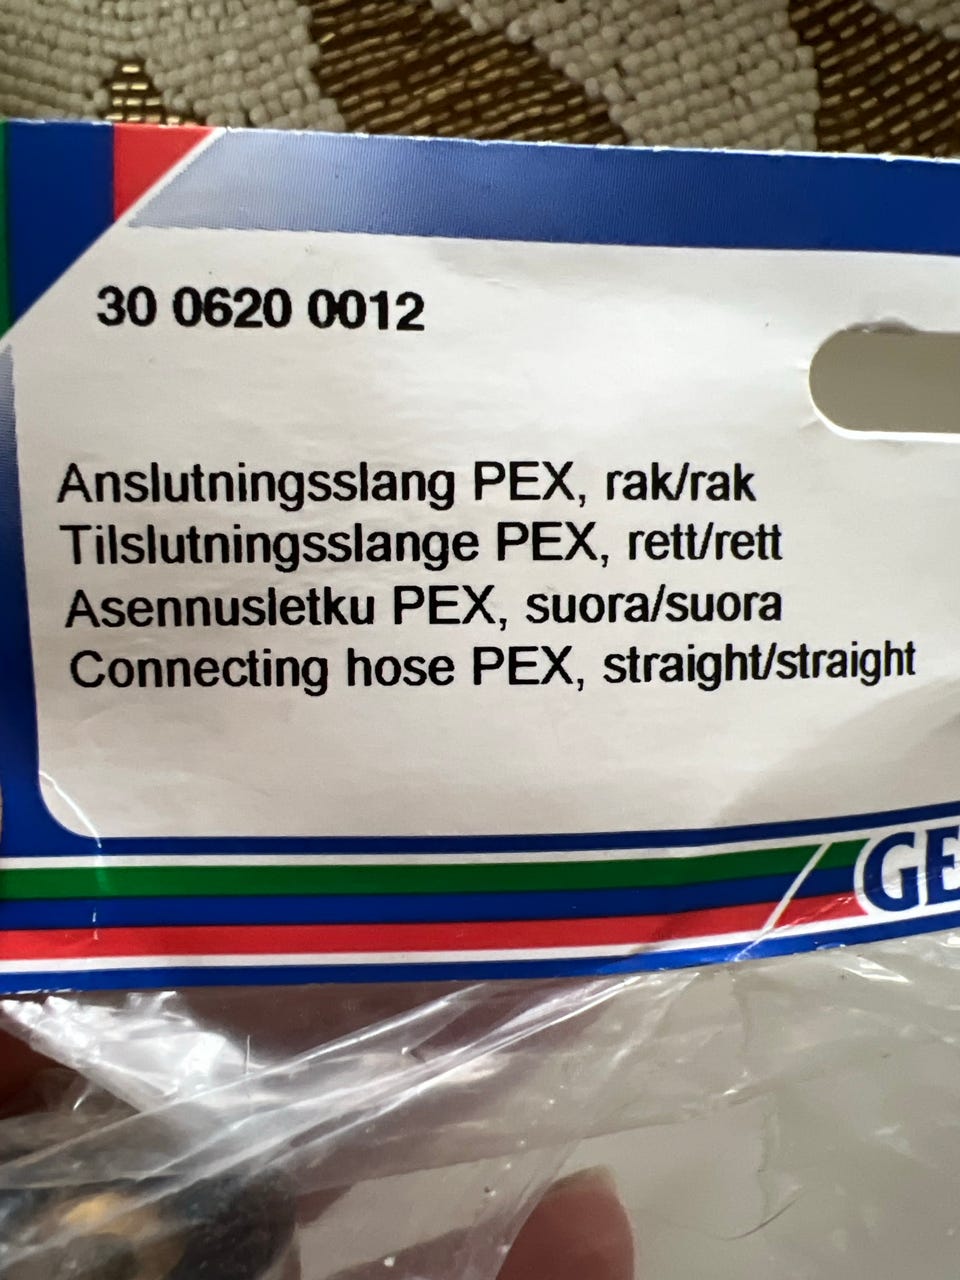 30 0620 0012
Anslutningsslang PEX, rak/rak
Tilslutningsslange PEX, rett/rett
Asennusletku PEX, suora/suora
Connecting hose PEX, straight/straight
GE